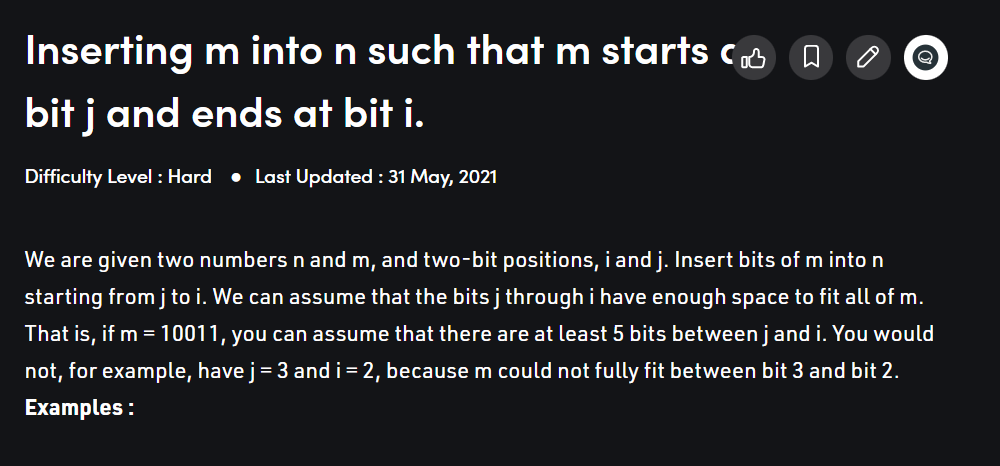 Inserting m into n such that m starts
bit j and ends at bit i.
Difficulty Level : Hard ● Last Updated : 31 May, 2021
We are given two numbers n and m, and two-bit positions, i and j. Insert bits of m into n
starting from j to i. We can assume that the bits j through i have enough space to fit all of m.
That is, if m = 10011, you can assume that there are at least 5 bits between j and i. You would
not, for example, have j = 3 and i = 2, because m could not fully fit between bit 3 and bit 2.
Examples :